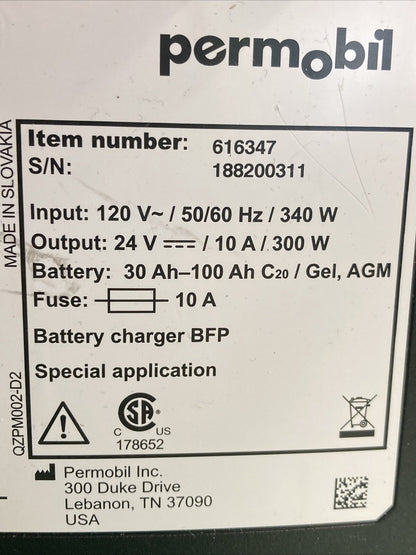 permobil
MADE IN SLOVAKIA
Item number: 616347
S/N: 188200311
Input: 120 V~ / 50/60 Hz / 340 W
Output: 24 V ⎓ / 10 A / 300 W
Battery: 30 Ah–100 Ah C20 / Gel, AGM
Fuse: 10 A
Battery charger BFP
Special application
QZPM002-D2
CSA
C US
178652
Permobil Inc.
300 Duke Drive
Lebanon, TN 37090
USA